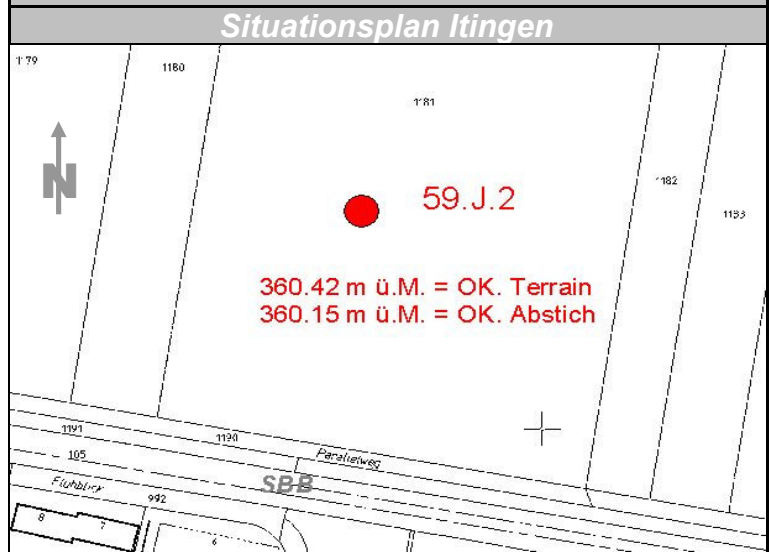 Situationsplan Itingen
1179
1180
1181
N
59.J.2
1182
1183
360.42 m ü.M. = OK. Terrain
360.15 m ü.M. = OK. Abstich
1191
1190
Parallelweg
105
Fluhblick
SBB
992
8
7
6